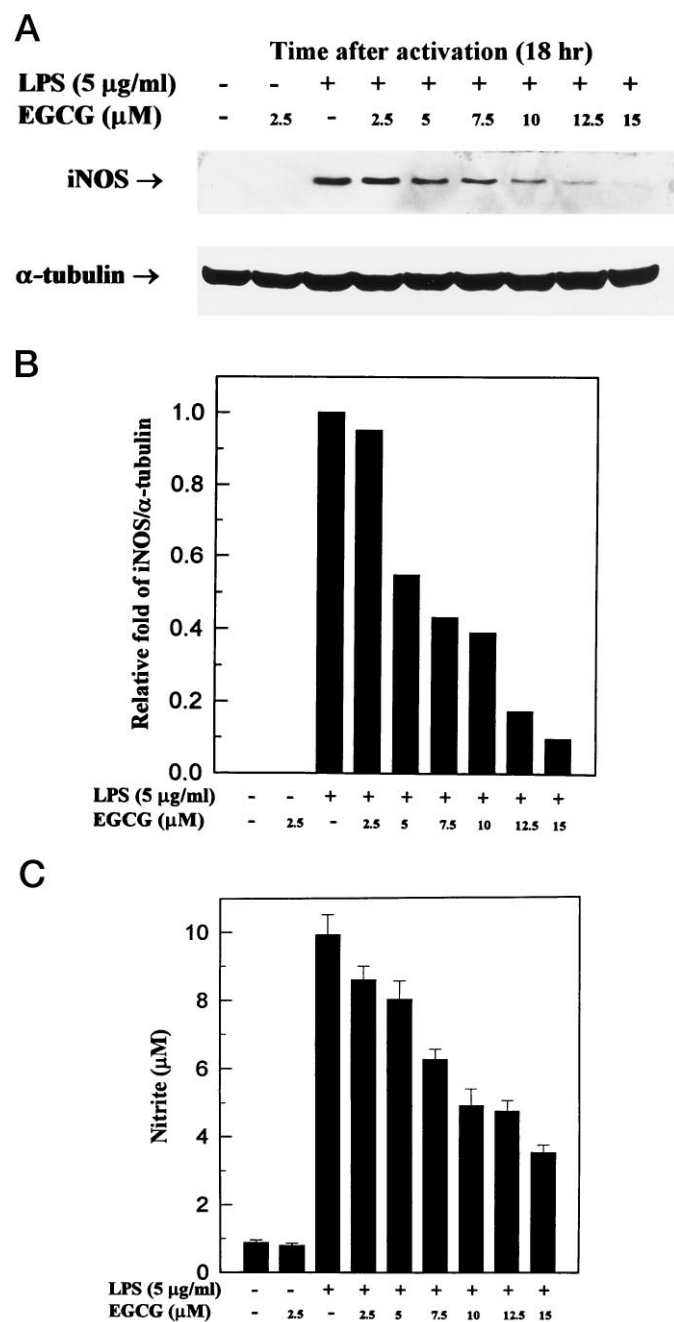 A
Time after activation (18 hr)
LPS (5 μg/ml) - - + + + + + + +
EGCG (μM) - 2.5 - 2.5 5 7.5 10 12.5 15
iNOS →
α-tubulin →
B
Relative fold of iNOS/α-tubulin
1.0
0.8
0.6
0.4
0.2
0.0
LPS (5 μg/ml) - - + + + + + + +
EGCG (μM) - 2.5 - 2.5 5 7.5 10 12.5 15
C
Nitrite (μM)
10
8
6
4
2
0
LPS (5 μg/ml) - - + + + + + + +
EGCG (μM) - 2.5 - 2.5 5 7.5 10 12.5 15